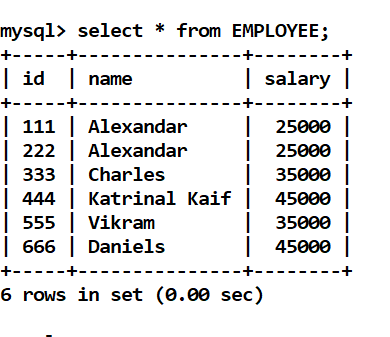 mysql> select * from EMPLOYEE;
+-----+---------------+--------+
| id  | name          | salary |
+-----+---------------+--------+
| 111 | Alexandar     |  25000 |
| 222 | Alexandar     |  25000 |
| 333 | Charles       |  35000 |
| 444 | Katrinal Kaif |  45000 |
| 555 | Vikram        |  35000 |
| 666 | Daniels       |  45000 |
+-----+---------------+--------+
6 rows in set (0.00 sec)
-